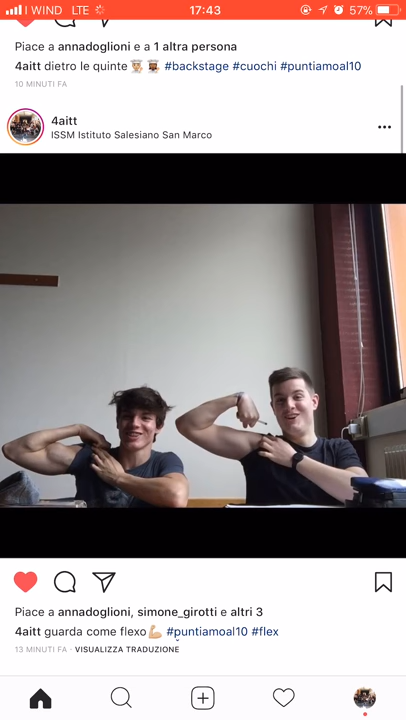 WIND LTE 17:43 57%
Piace a annadoglioni e a 1 altra persona
4aitt dietro le quinte👨🏼‍🍳👨🏾‍🍳 #backstage #cuochi #puntiamoal10
10 MINUTI FA
4aitt
ISSM Istituto Salesiano San Marco
Piace a annadoglioni, simone_girotti e altri 3
4aitt guarda come flexo💪🏼 #puntiamoal10 #flex
13 MINUTI FA · VISUALIZZA TRADUZIONE